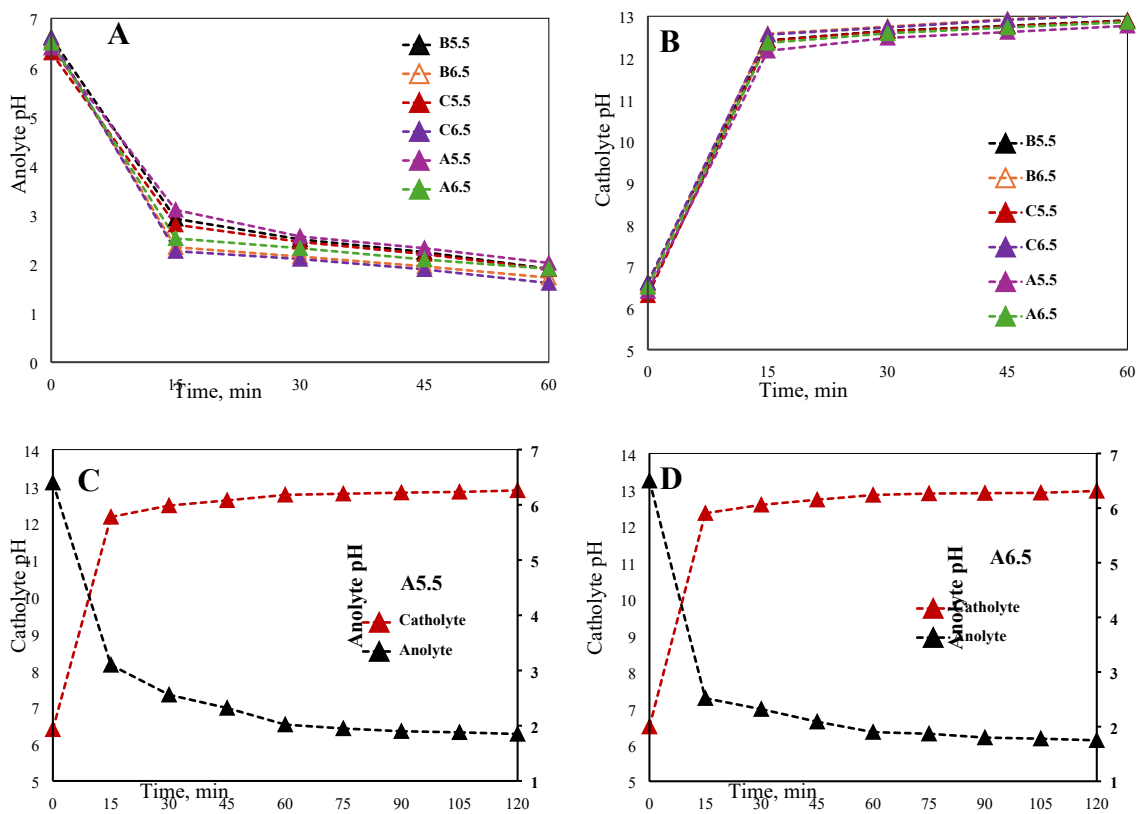 A
Anolyte pH
7
6
5
4
3
2
1
0
0
15
30
45
60
Time, min
B5.5
B6.5
C5.5
C6.5
A5.5
A6.5
B
Catholyte pH
13
12
11
10
9
8
7
6
5
0
15
30
45
60
Time, min
B5.5
B6.5
C5.5
C6.5
A5.5
A6.5
C
Catholyte pH
14
13
12
11
10
9
8
7
6
5
Anolyte pH
7
6
5
4
3
2
1
0
15
30
45
60
75
90
105
120
Time, min
A5.5
Catholyte
Anolyte
D
Catholyte pH
14
13
12
11
10
9
8
7
6
5
Anolyte pH
7
6
5
4
3
2
1
0
15
30
45
60
75
90
105
120
Time, min
A6.5
Catholyte
Anolyte